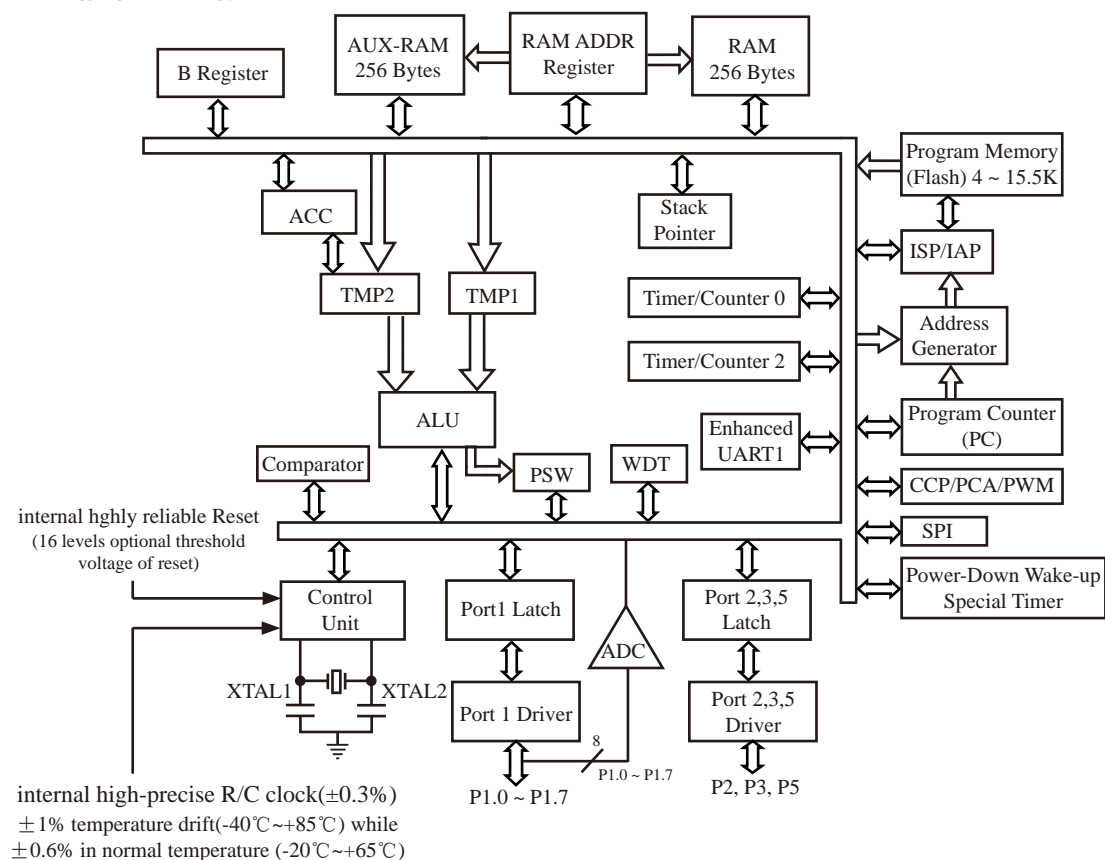 AUX-RAM
256 Bytes
RAM ADDR
Register
RAM
256 Bytes
B Register
Program Memory
(Flash) 4 ~ 15.5K
ACC
Stack
Pointer
ISP/IAP
TMP2
TMP1
Timer/Counter 0
Address
Generator
Timer/Counter 2
ALU
Enhanced
UART1
Program Counter
(PC)
Comparator
PSW
WDT
CCP/PCA/PWM
internal hghly reliable Reset
(16 levels optional threshold
voltage of reset)
SPI
Control
Unit
Port1 Latch
ADC
Port 2,3,5
Latch
Power-Down Wake-up
Special Timer
XTAL1
XTAL2
Port 1 Driver
Port 2,3,5
Driver
8
P1.0 ~ P1.7
P1.0 ~ P1.7
P2, P3, P5
internal high-precise R/C clock(±0.3%)
±1% temperature drift(-40℃~+85℃) while
±0.6% in normal temperature (-20℃~+65℃)